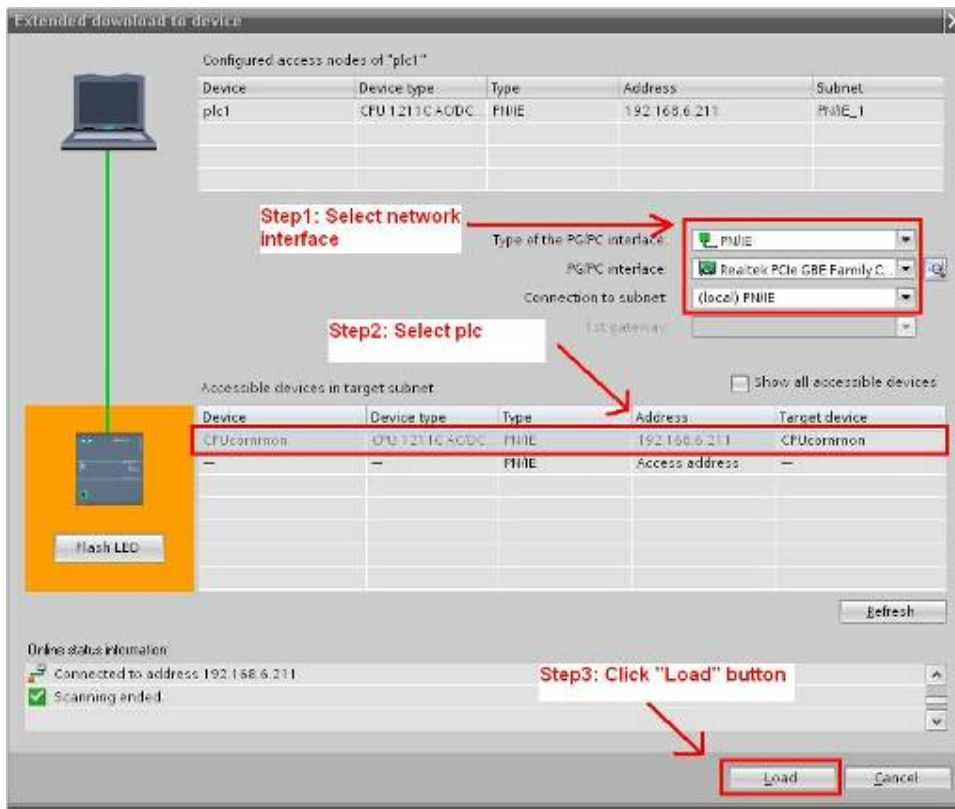 Extended download to device
Configured access nodes of "plc1"
Device Device type Type Address Subnet
plc1 CPU 1211C AC/DC... PN/IE 192.168.6.211 PN/IE_1
Step1: Select network
interface
Type of the PG/PC interface: PN/IE
PG/PC interface: Realtek PCIe GBE Family C...
Connection to subnet: (local) PN/IE
1st gateway:
Step2: Select plc
Accessible devices in target subnet: Show all accessible devices
Device Device type Type Address Target device
CPUcommon CPU 1211C AC/DC... PN/IE 192.168.6.211 CPUcommon
— — PN/IE Access address —
Flash LED
Refresh
Online status information:
Connected to address 192.168.6.211
Scanning ended.
Step3: Click "Load" button
Load Cancel